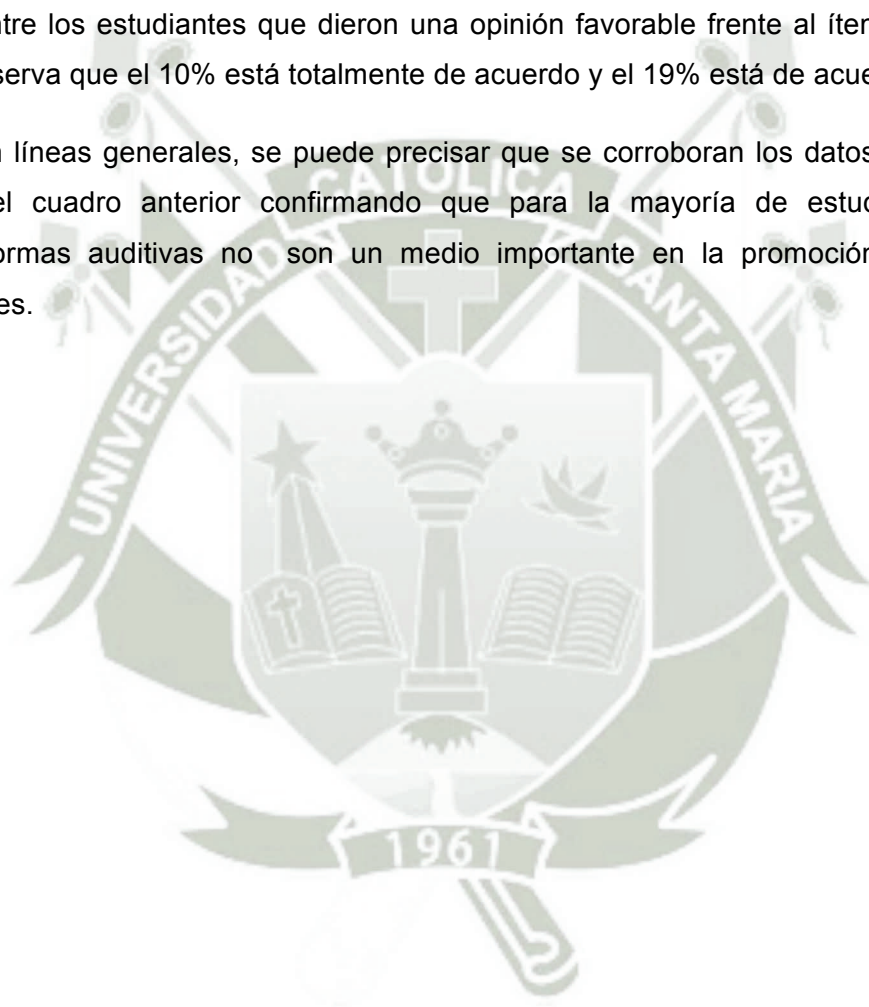 ntre los estudiantes que dieron una opinión favorable frente al íter
serva que el 10% está totalmente de acuerdo y el 19% está de acue
líneas generales, se puede precisar que se corroboran los datos
el cuadro anterior confirmando que para la mayoría de estud
ormas auditivas no son un medio importante en la promoción
es.
UNIVERSIDAD CATOLICA SANTA MARIA
1961